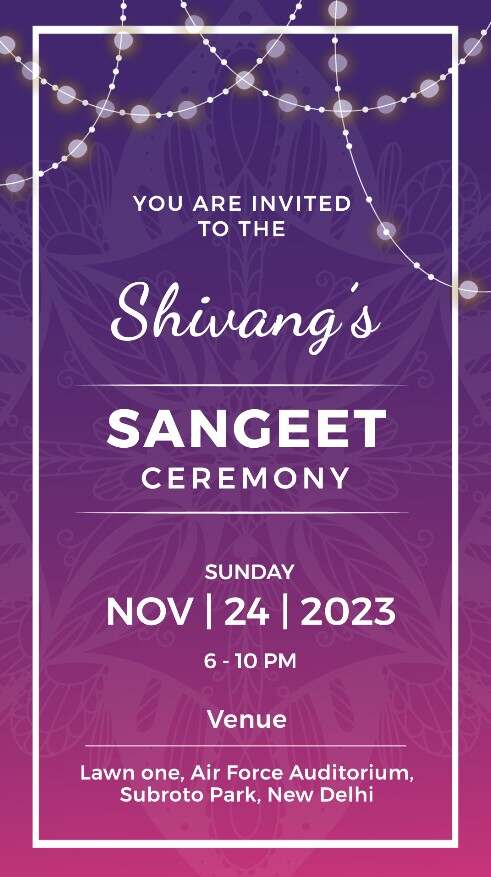 YOU ARE INVITED
TO THE
Shivang's
SANGEET
CEREMONY
SUNDAY
NOV | 24 | 2023
6 - 10 PM
Venue
Lawn one, Air Force Auditorium,
Subroto Park, New Delhi